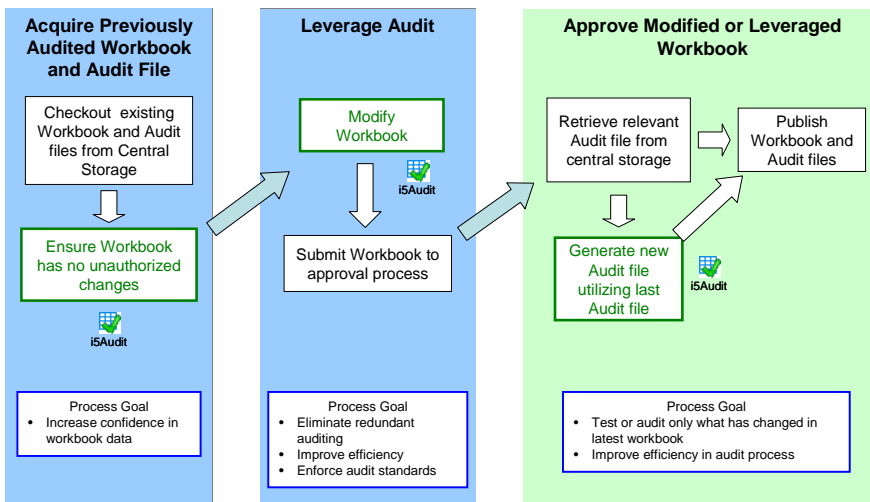 Acquire Previously
Audited Workbook
and Audit File
Checkout existing
Workbook and Audit
files from Central
Storage
Ensure Workbook
has no unauthorized
changes
i5Audit
Process Goal
• Increase confidence in
workbook data
Leverage Audit
Modify
Workbook
i5Audit
Submit Workbook to
approval process
Process Goal
• Eliminate redundant
auditing
• Improve efficiency
• Enforce audit standards
Approve Modified or Leveraged
Workbook
Retrieve relevant
Audit file from
central storage
Publish
Workbook and
Audit files
Generate new
Audit file
utilizing last
Audit file
i5Audit
Process Goal
• Test or audit only what has changed in
latest workbook
• Improve efficiency in audit process